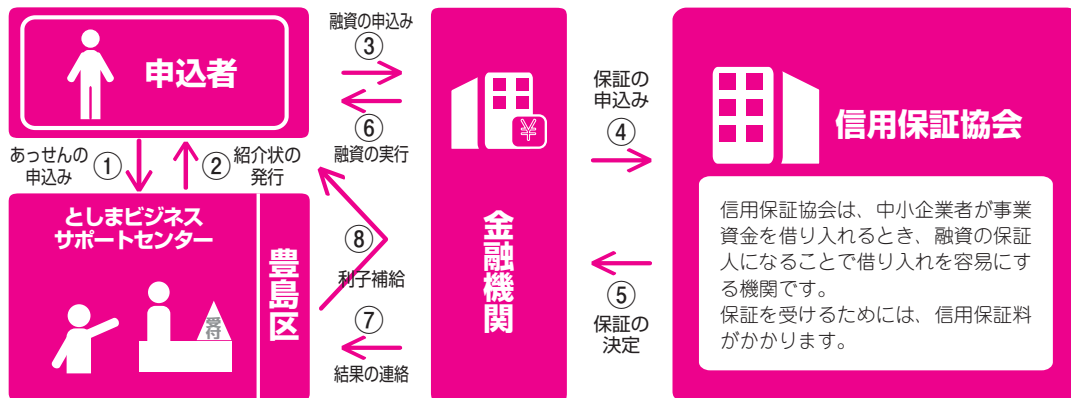 申込者
あっせんの
申込み
①
②
紹介状の
発行
としまビジネス
サポートセンター
受付
豊島区
融資の申込み
③
⑥
融資の実行
⑧
利子補給
⑦
結果の連絡
¥
金融機関
保証の
申込み
④
⑤
保証の
決定
信用保証協会
信用保証協会は、中小企業者が事業
資金を借り入れるとき、融資の保証
人になることで借り入れを容易にす
る機関です。
保証を受けるためには、信用保証料
がかかります。